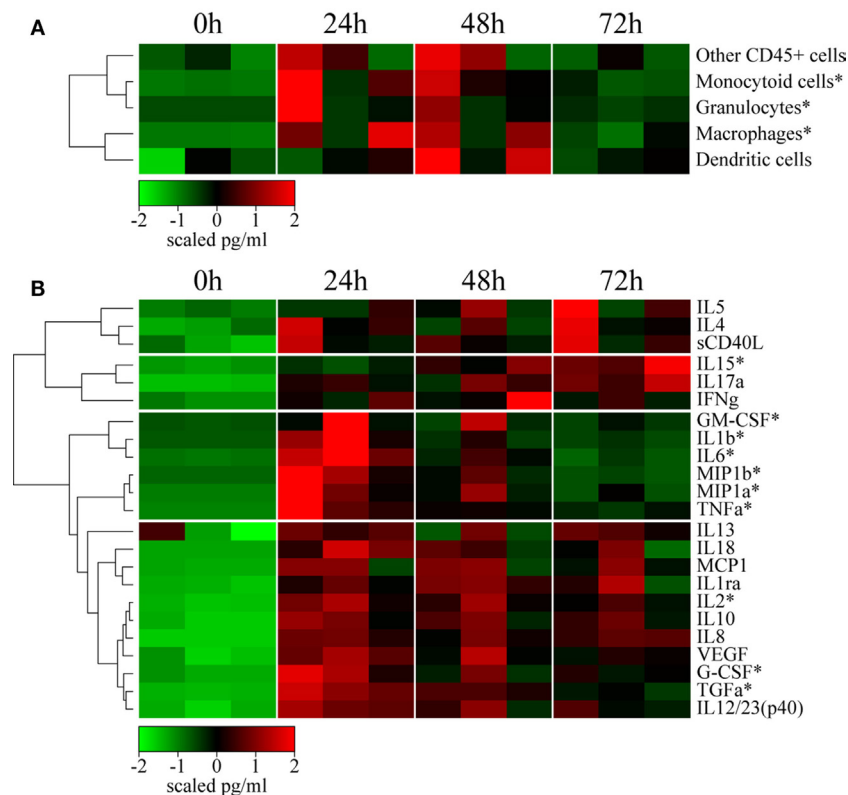 A
0h 24h 48h 72h
Other CD45+ cells
Monocytoid cells*
Granulocytes*
Macrophages*
Dendritic cells
-2 -1 0 1 2
scaled pg/ml
B
0h 24h 48h 72h
IL5
IL4
sCD40L
IL15*
IL17a
IFNg
GM-CSF*
IL1b*
IL6*
MIP1b*
MIP1a*
TNFa*
IL13
IL18
MCP1
IL1ra
IL2*
IL10
IL8
VEGF
G-CSF*
TGFa*
IL12/23(p40)
-2 -1 0 1 2
scaled pg/ml